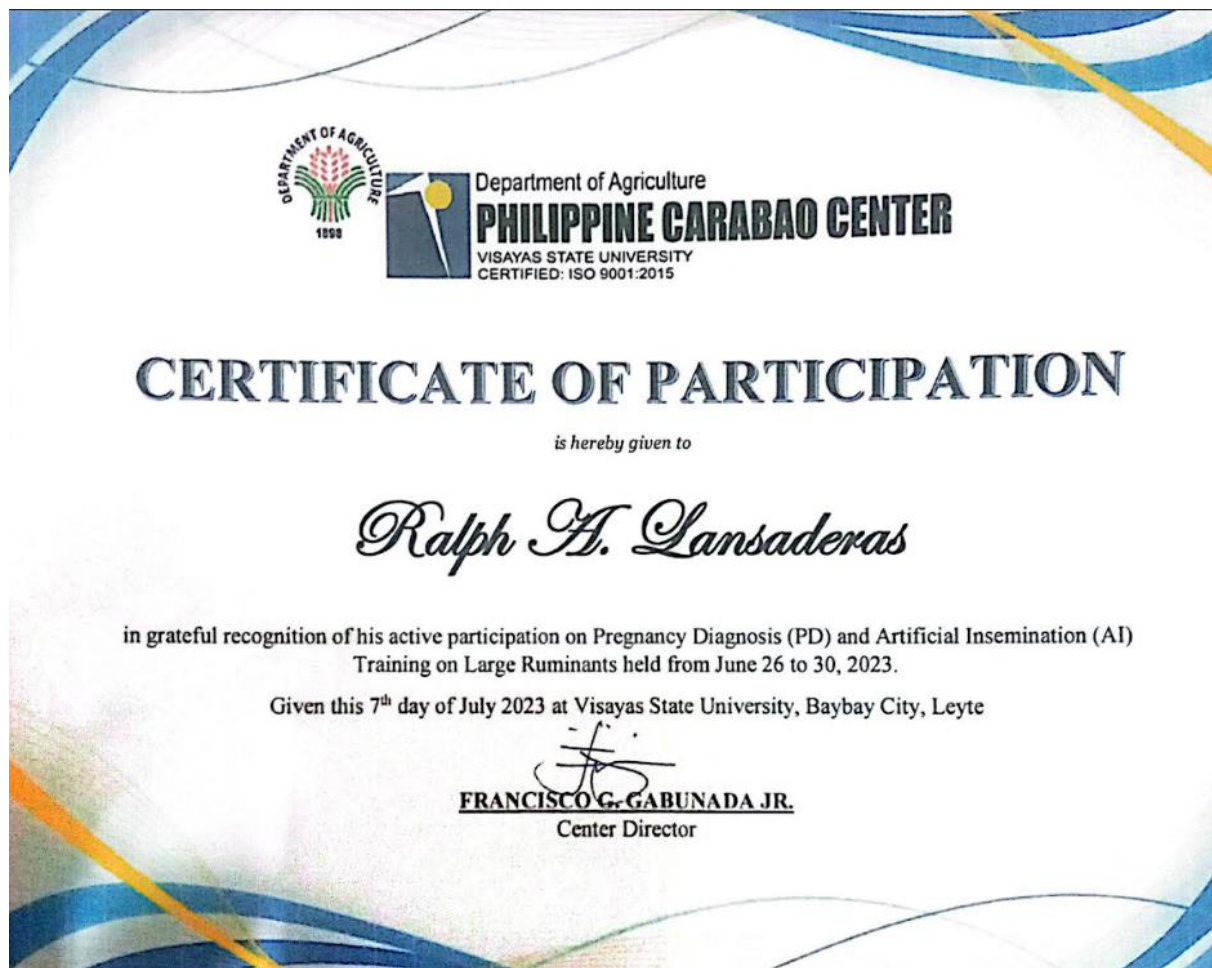 DEPARTMENT OF AGRICULTURE
1898
Department of Agriculture
PHILIPPINE CARABAO CENTER
VISAYAS STATE UNIVERSITY
CERTIFIED: ISO 9001:2015
CERTIFICATE OF PARTICIPATION
is hereby given to
Ralph A. Lansaderas
in grateful recognition of his active participation on Pregnancy Diagnosis (PD) and Artificial Insemination (AI)
Training on Large Ruminants held from June 26 to 30, 2023.
Given this 7th day of July 2023 at Visayas State University, Baybay City, Leyte
FRANCISCO G. GABUNADA JR.
Center Director